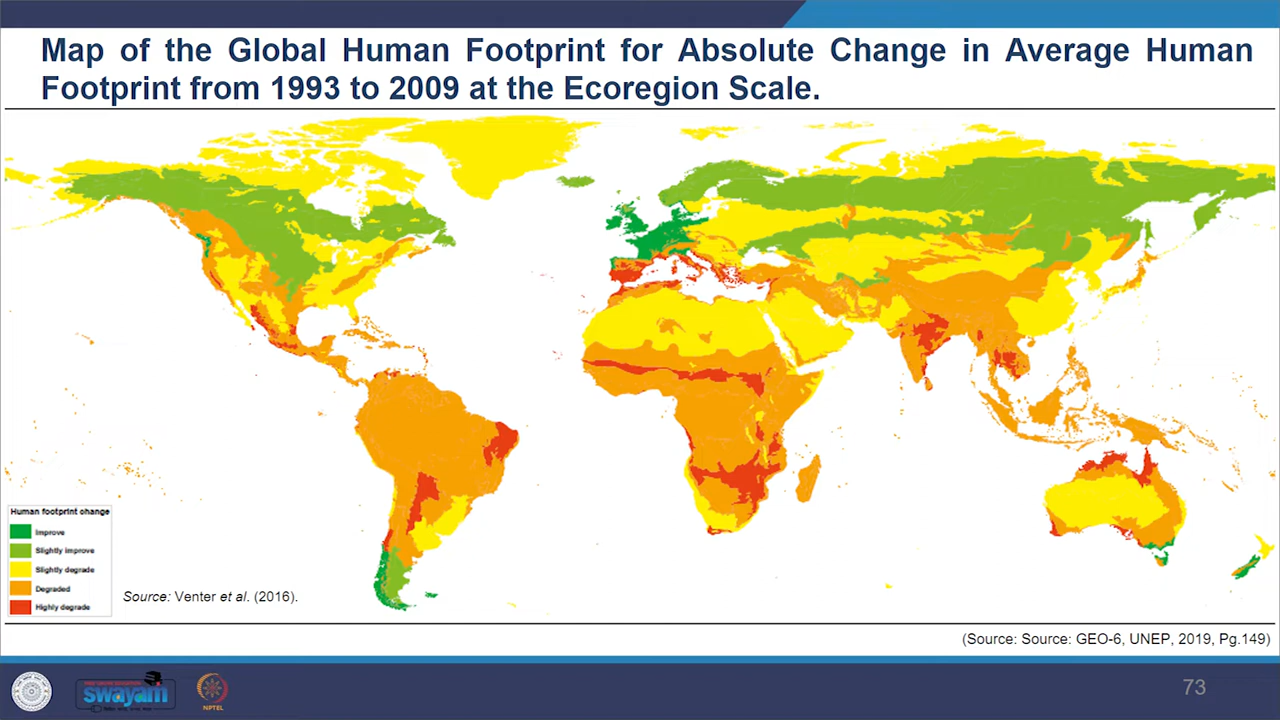 Map of the Global Human Footprint for Absolute Change in Average Human
Footprint from 1993 to 2009 at the Ecoregion Scale.
Human footprint change
Improve
Slightly improve
Slightly degrade
Degraded
Highly degrade
Source: Venter et al. (2016).
(Source: Source: GEO-6, UNEP, 2019, Pg.149)
swayam
NPTEL
73